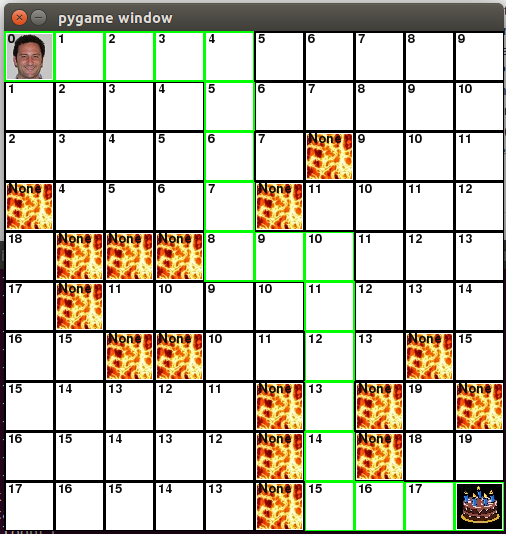 pygame window
0 1 2 3 4 5 6 7 8 9
1 2 3 4 5 6 7 8 9 10
2 3 4 5 6 7 None 9 10 11
None 4 5 6 7 None 11 10 11 12
18 None None None 8 9 10 11 12 13
17 None 11 10 9 10 11 12 13 14
16 15 None None 10 11 12 13 None 15
15 14 13 12 11 None 13 None 19 None
16 15 14 13 12 None 14 None 18 19
17 16 15 14 13 None 15 16 17